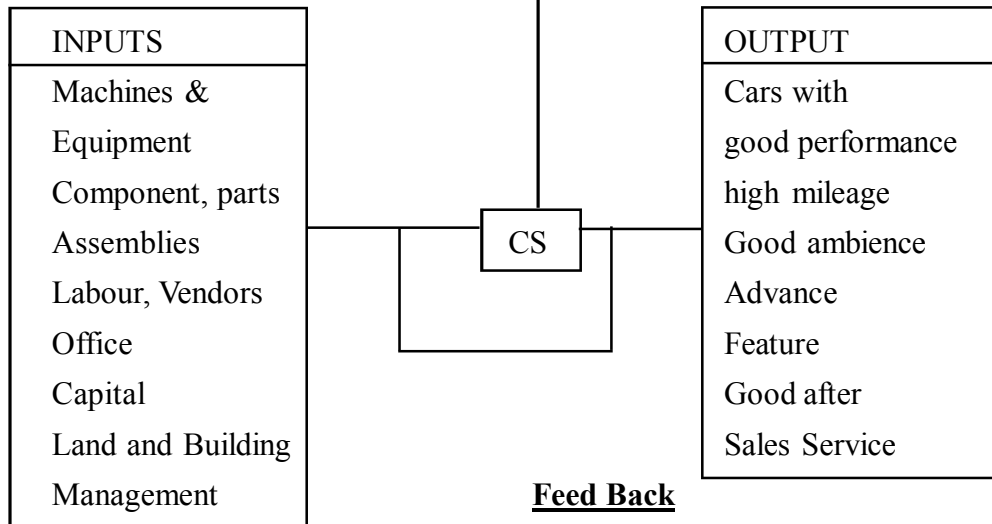 INPUTS
Machines &
Equipment
Component, parts
Assemblies
Labour, Vendors
Office
Capital
Land and Building
Management
CS
OUTPUT
Cars with
good performance
high mileage
Good ambience
Advance
Feature
Good after
Sales Service
Feed Back